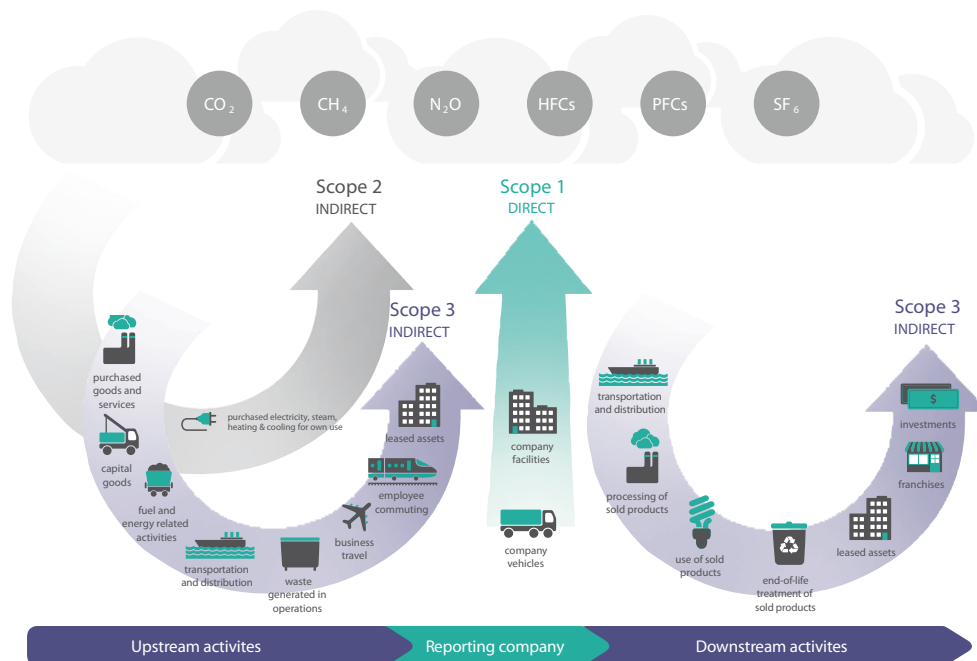 CO₂
CH₄
N₂O
HFCs
PFCs
SF₆
Scope 2
INDIRECT
Scope 1
DIRECT
Scope 3
INDIRECT
Scope 3
INDIRECT
purchased
goods and
services
capital
goods
fuel and
energy related
activities
purchased electricity, steam,
heating & cooling for own use
transportation
and distribution
waste
generated in
operations
business
travel
employee
commuting
leased assets
company
facilities
company
vehicles
transportation
and distribution
processing of
sold products
use of sold
products
end-of-life
treatment of
sold products
leased assets
franchises
$
investments
Upstream activites
Reporting company
Downstream activites